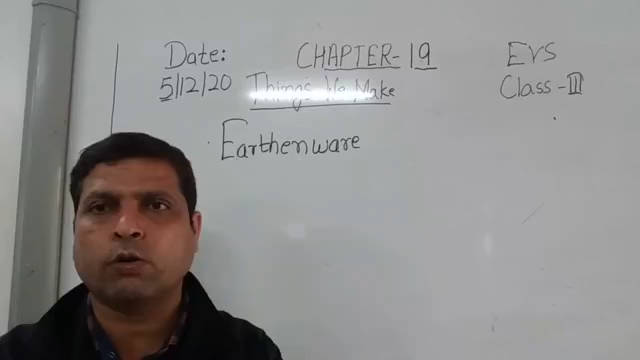 Date: CHAPTER-19 EVS
5/12/20 Things We Make Class-III
Earthenware